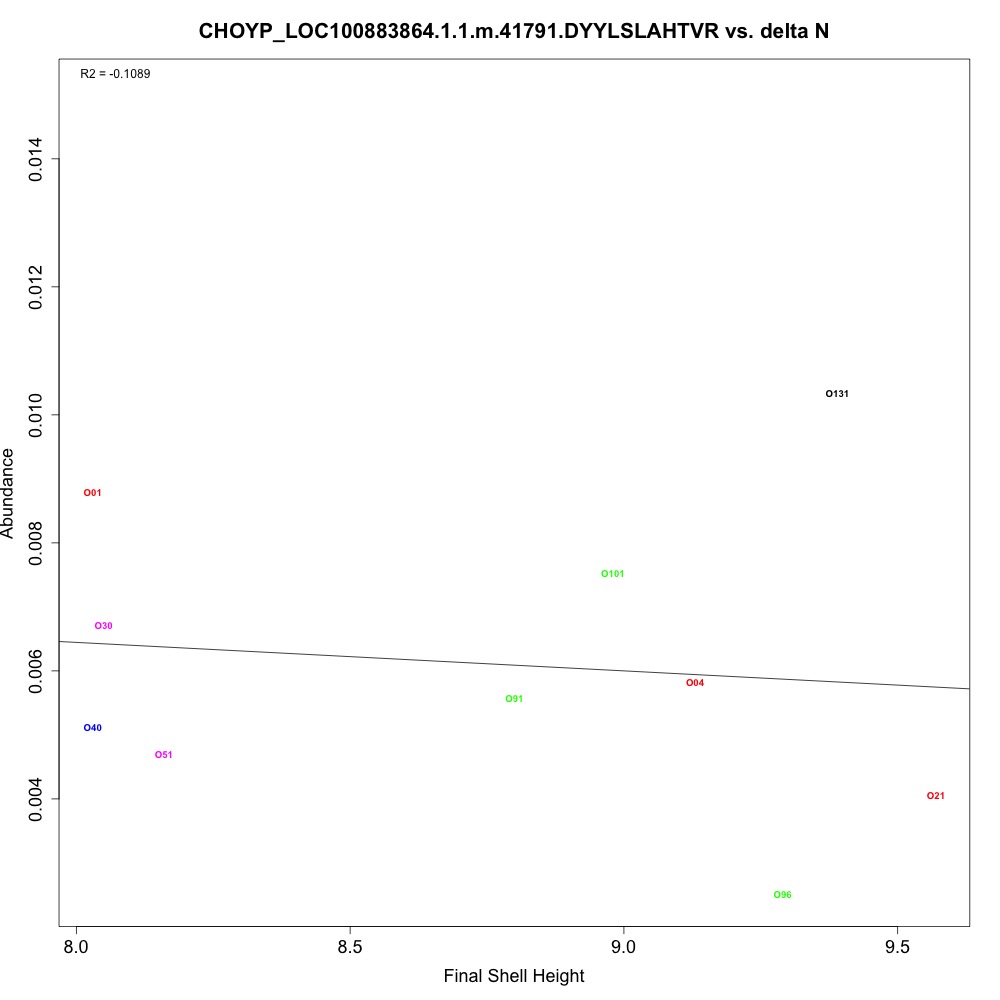 CHOYP_LOC100883864.1.1.m.41791.DYYLSLAHTVR vs. delta N
R2 = -0.1089
0.014
0.012
O131
0.010
O01
0.008
O101
O30
0.006
O04
O91
O40
O51
0.004
O21
O96
Abundance
8.0 8.5 9.0 9.5
Final Shell Height